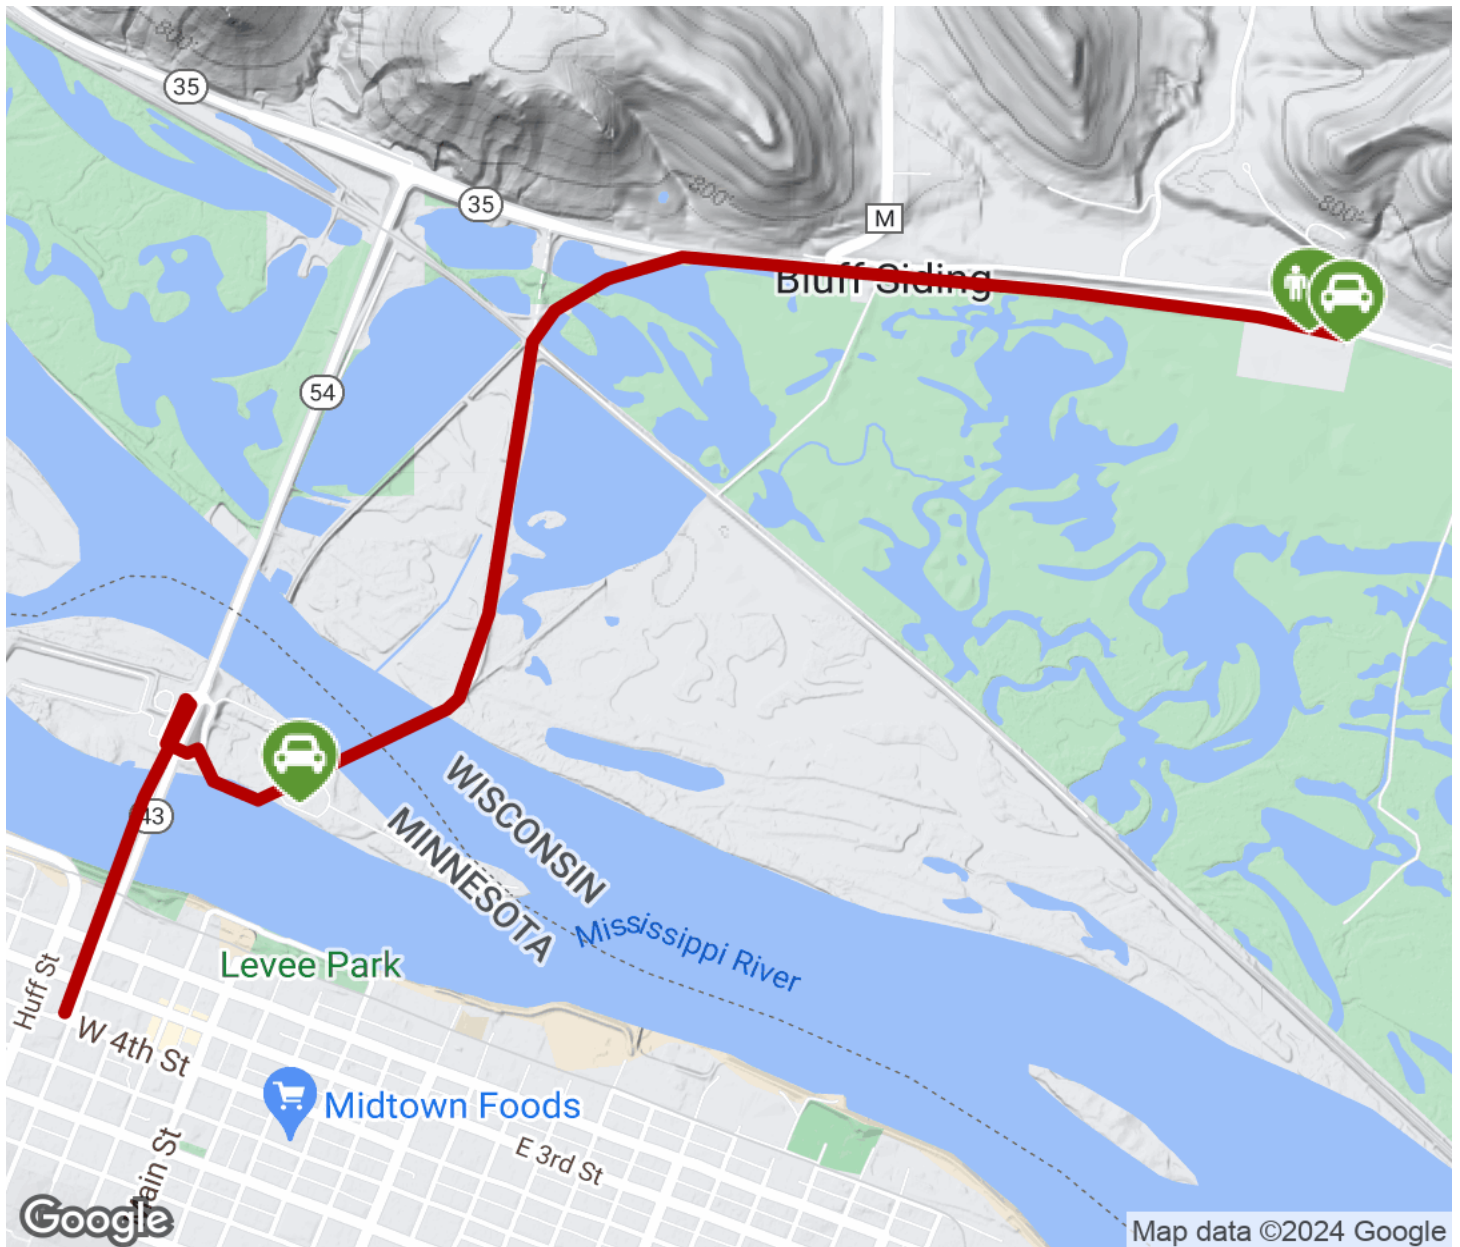 800'
35
35
800'
M
800'
Bluff Siding
54
43
WISCONSIN
MINNESOTA
Mississippi River
Levee Park
Huff St
W 4th St
Midtown Foods
E 3rd St
Main St
Google
Map data ©2024 Google